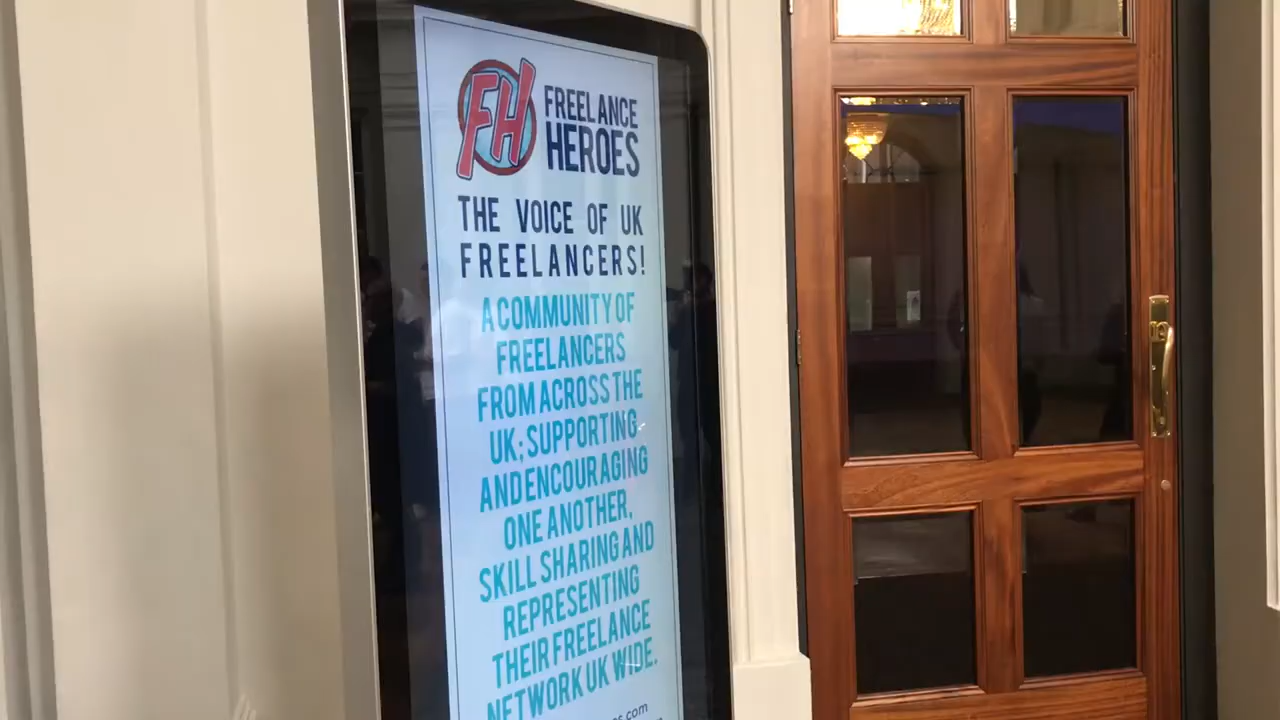 FH
FREELANCE
HEROES
THE VOICE OF UK
FREELANCERS!
A COMMUNITY OF
FREELANCERS
FROM ACROSS THE
UK; SUPPORTING
AND ENCOURAGING
ONE ANOTHER,
SKILL SHARING AND
REPRESENTING
THEIR FREELANCE
NETWORK UK WIDE.